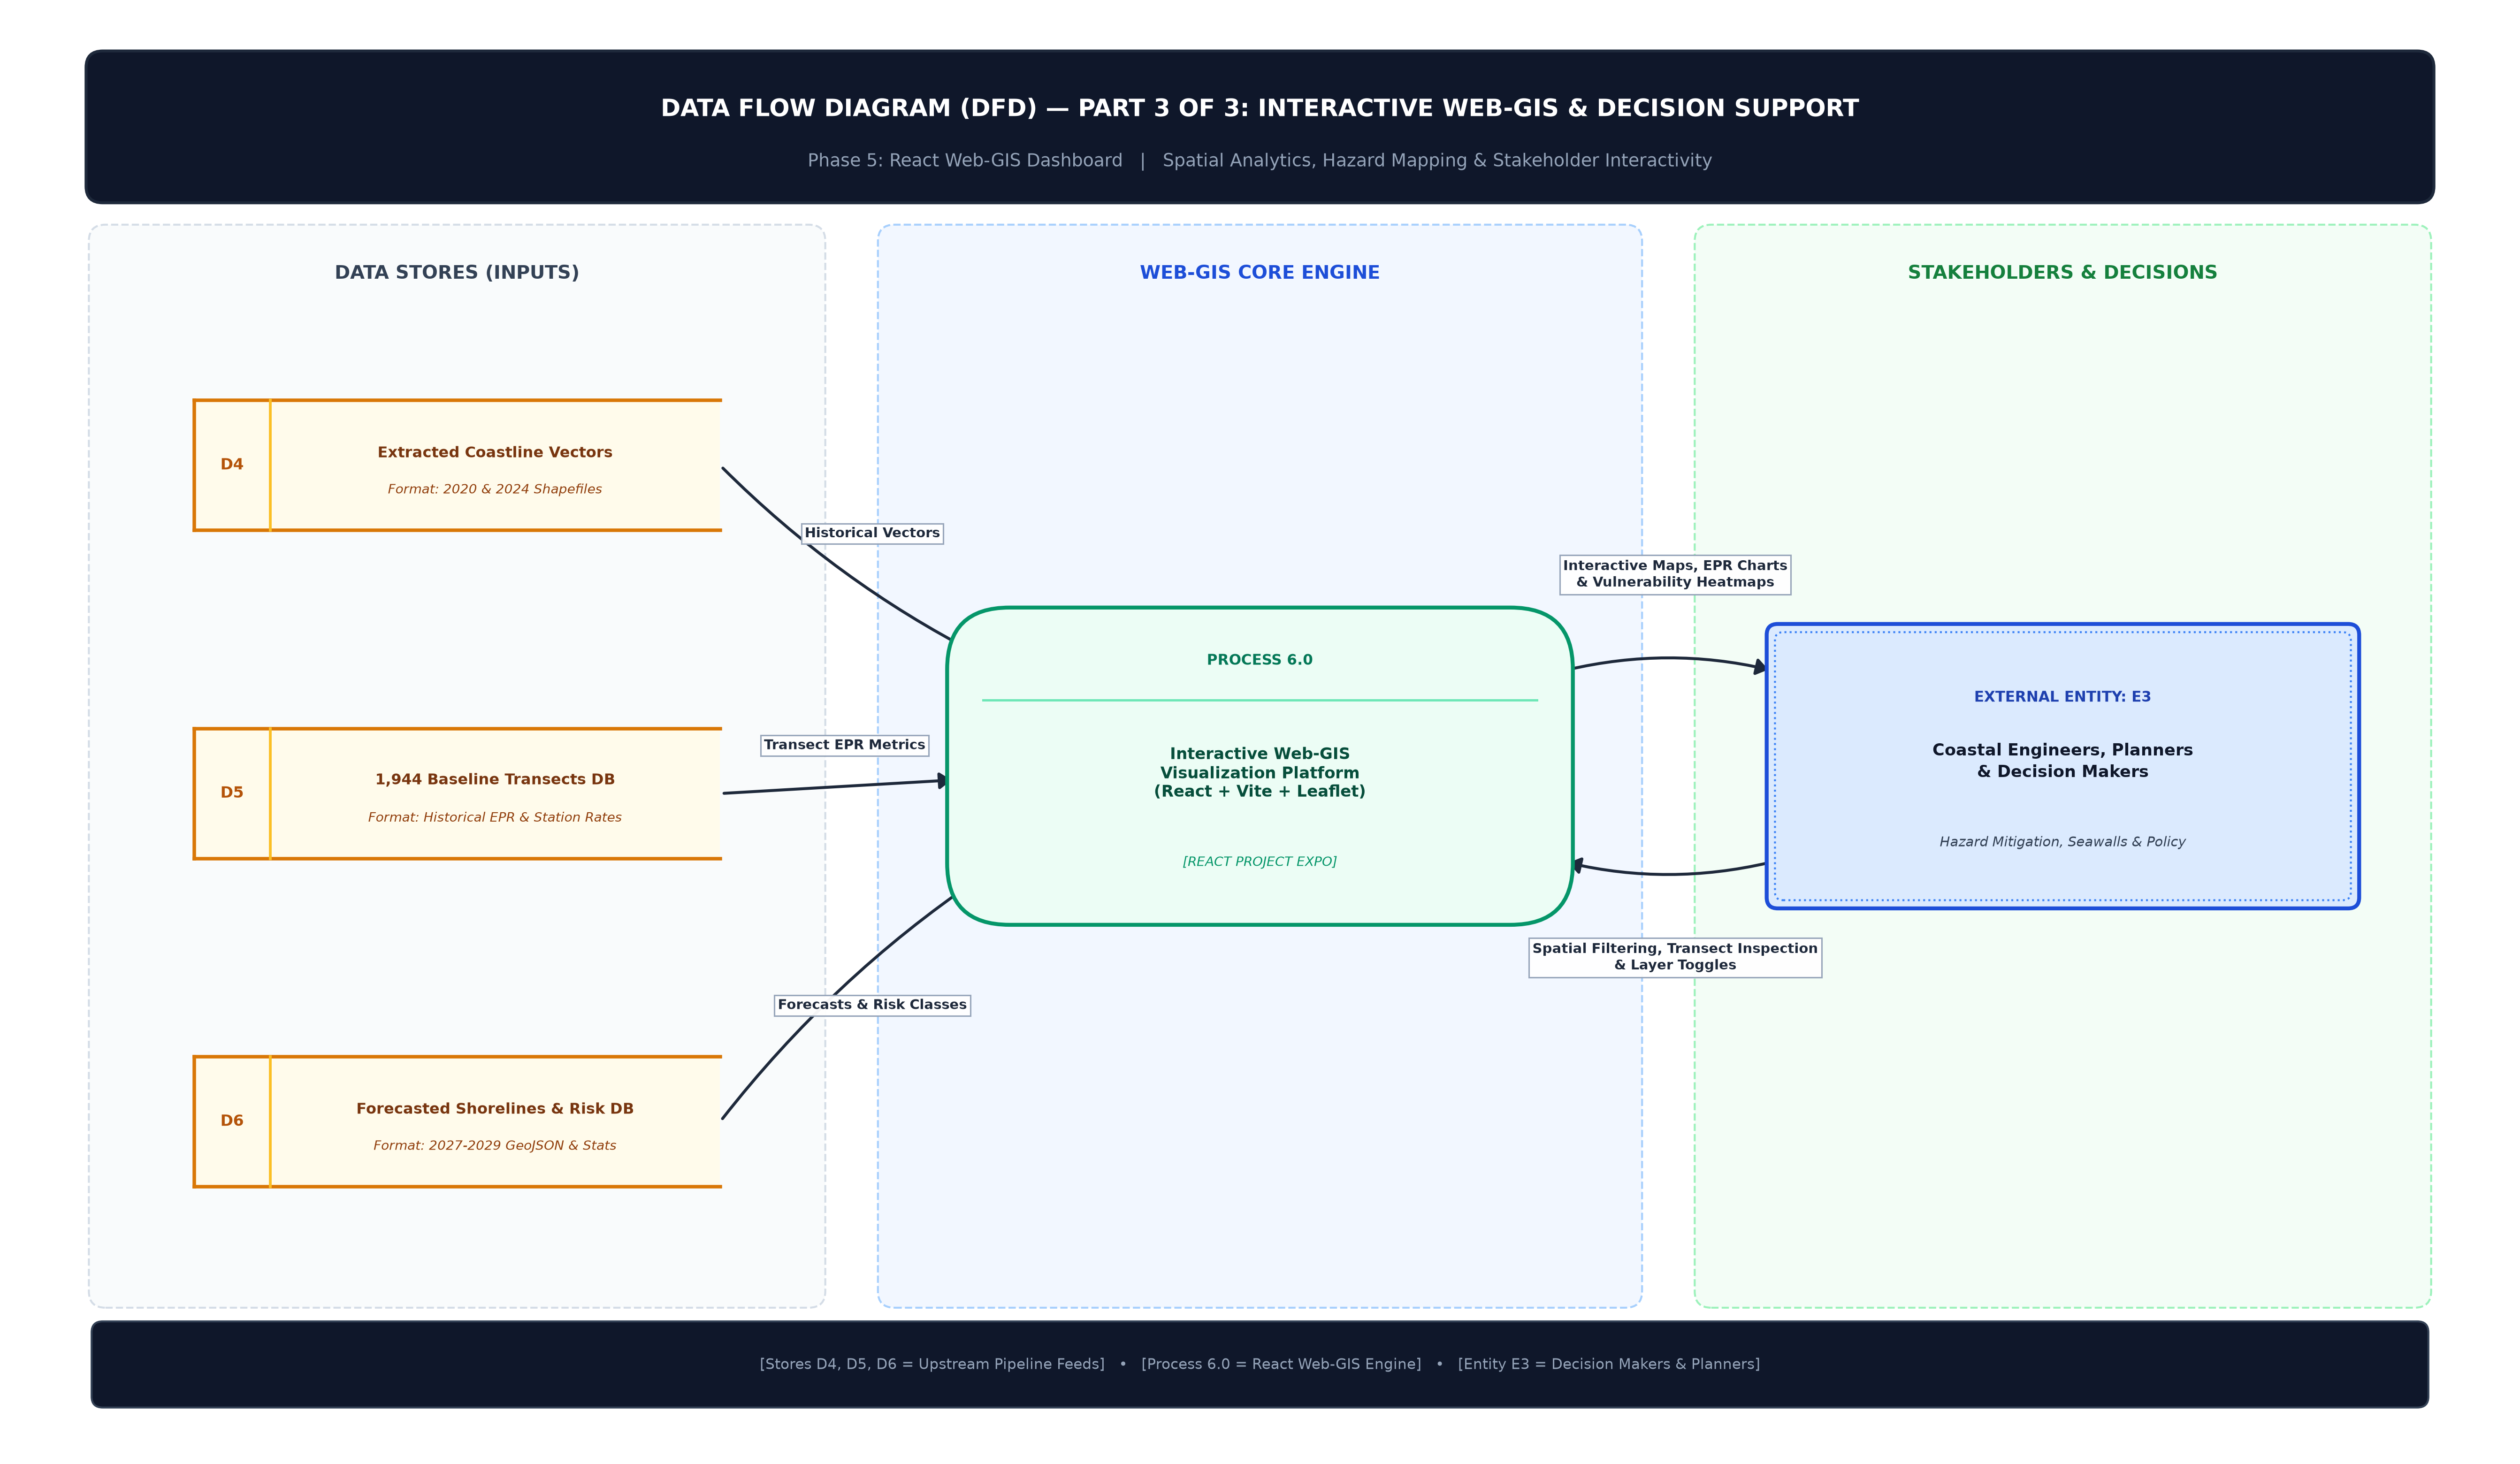 DATA FLOW DIAGRAM (DFD) — PART 3 OF 3: INTERACTIVE WEB-GIS & DECISION SUPPORT
Phase 5: React Web-GIS Dashboard | Spatial Analytics, Hazard Mapping & Stakeholder Interactivity
DATA STORES (INPUTS)
D4
Extracted Coastline Vectors
Format: 2020 & 2024 Shapefiles
D5
1,944 Baseline Transects DB
Format: Historical EPR & Station Rates
D6
Forecasted Shorelines & Risk DB
Format: 2027-2029 GeoJSON & Stats
Historical Vectors
Transect EPR Metrics
Forecasts & Risk Classes
WEB-GIS CORE ENGINE
PROCESS 6.0
Interactive Web-GIS
Visualization Platform
(React + Vite + Leaflet)
[REACT PROJECT EXPO]
Interactive Maps, EPR Charts
& Vulnerability Heatmaps
Spatial Filtering, Transect Inspection
& Layer Toggles
STAKEHOLDERS & DECISIONS
EXTERNAL ENTITY: E3
Coastal Engineers, Planners
& Decision Makers
Hazard Mitigation, Seawalls & Policy
[Stores D4, D5, D6 = Upstream Pipeline Feeds] • [Process 6.0 = React Web-GIS Engine] • [Entity E3 = Decision Makers & Planners]